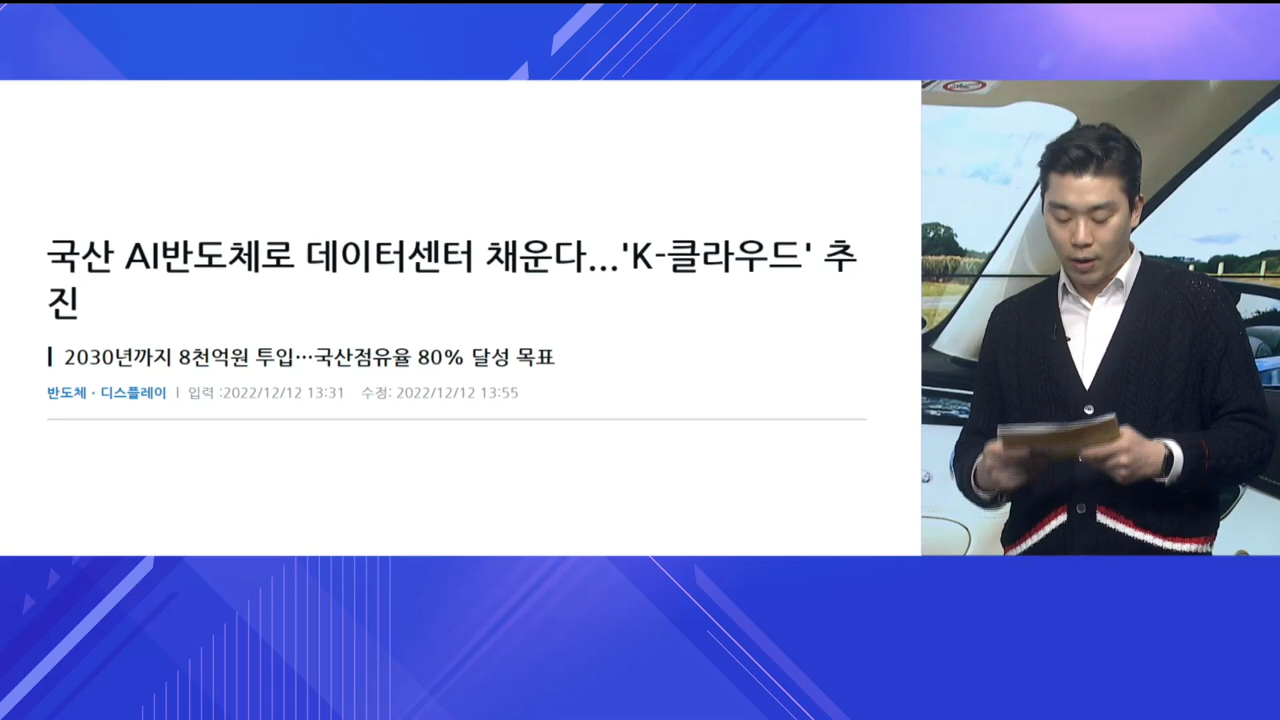 국산 AI반도체로 데이터센터 채운다...'K-클라우드' 추
진
2030년까지 8천억원 투입…국산점유율 80% 달성 목표
반도체 · 디스플레이 | 입력 :2022/12/12 13:31 수정: 2022/12/12 13:55